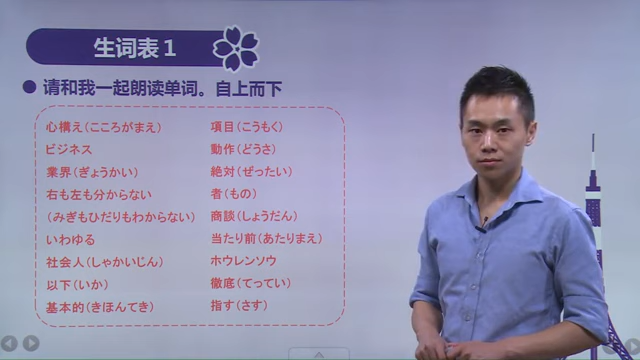 生词表1
请和我一起朗读单词。自上而下
心構え(こころがまえ)
ビジネス
業界(ぎょうかい)
右も左も分からない
(みぎもひだりもわからない)
いわゆる
社会人(しゃかいじん)
以下(いか)
基本的(きほんてき)
項目(こうもく)
動作(どうさ)
絶対(ぜったい)
者(もの)
商談(しょうだん)
当たり前(あたりまえ)
ホウレンソウ
徹底(てってい)
指す(さす)